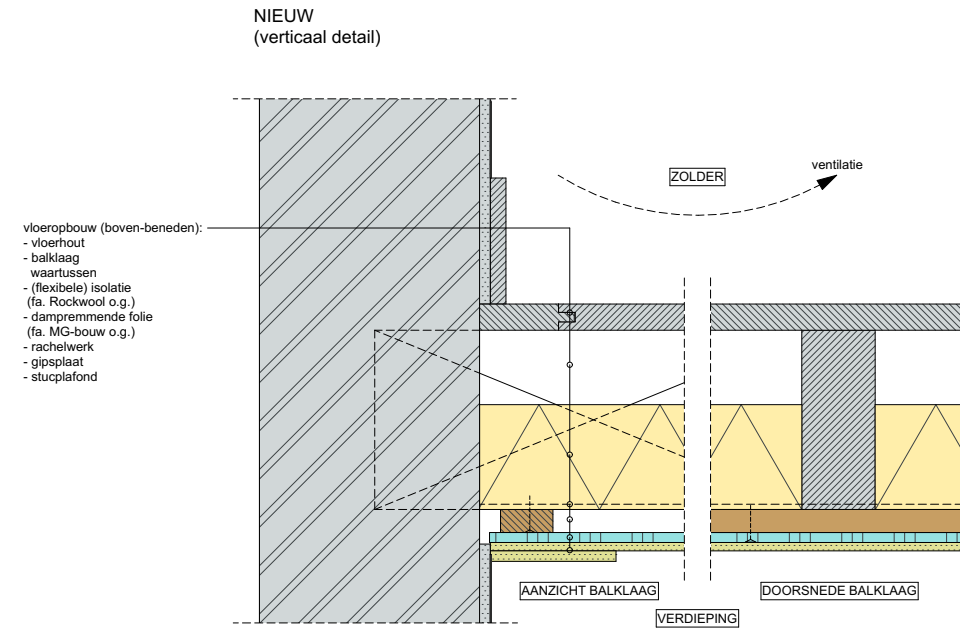 NIEUW
(verticaal detail)
ventilatie
ZOLDER
vloeropbouw (boven-beneden):
- vloerhout
- balklaag
waartussen
- (flexibele) isolatie
(fa. Rockwool o.g.)
- dampremmende folie
(fa. MG-bouw o.g.)
- rachelwerk
- gipsplaat
- stucplafond
AANZICHT BALKLAAG
DOORSNEDE BALKLAAG
VERDIEPING